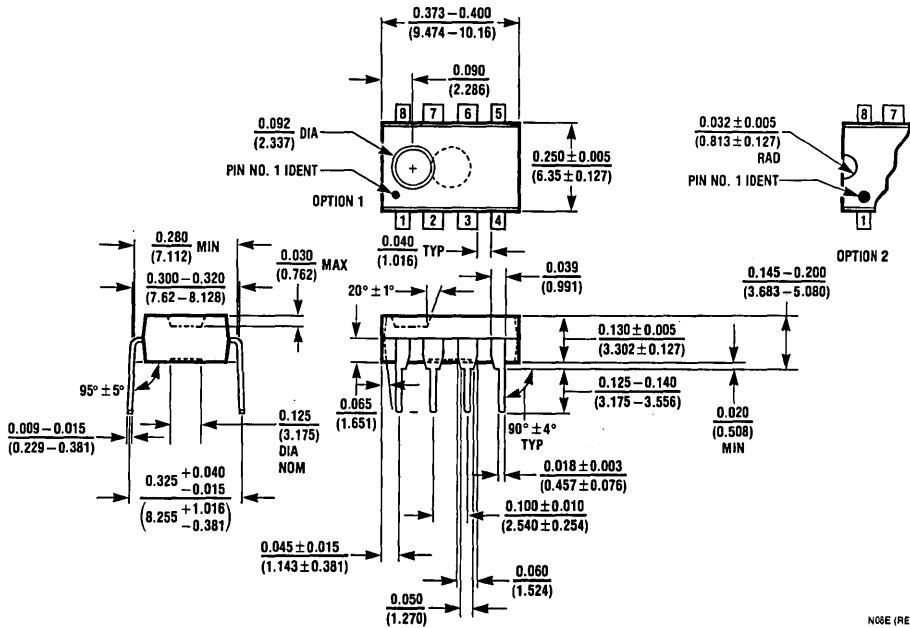 0.373 – 0.400
(9.474 – 10.16)
0.090
(2.286)
8 7 6 5
0.092 DIA
(2.337)
PIN NO. 1 IDENT
OPTION 1
0.250 ± 0.005
(6.35 ± 0.127)
1 2 3 4
0.032 ± 0.005
(0.813 ± 0.127)
RAD
PIN NO. 1 IDENT
8 7
1
OPTION 2
0.280 MIN
(7.112)
0.300 – 0.320
(7.62 – 8.128)
0.030 MAX
(0.762)
0.040 TYP
(1.016)
20° ± 1°
0.039
(0.991)
0.145 – 0.200
(3.683 – 5.080)
0.130 ± 0.005
(3.302 ± 0.127)
95° ± 5°
0.009 – 0.015
(0.229 – 0.381)
0.125
(3.175)
DIA
NOM
0.065
(1.651)
0.125 – 0.140
(3.175 – 3.556)
90° ± 4°
TYP
0.020
(0.508)
MIN
0.325 +0.040 -0.015
(8.255 +1.016 -0.381)
0.018 ± 0.003
(0.457 ± 0.076)
0.100 ± 0.010
(2.540 ± 0.254)
0.045 ± 0.015
(1.143 ± 0.381)
0.060
(1.524)
0.050
(1.270)
N08E (RE